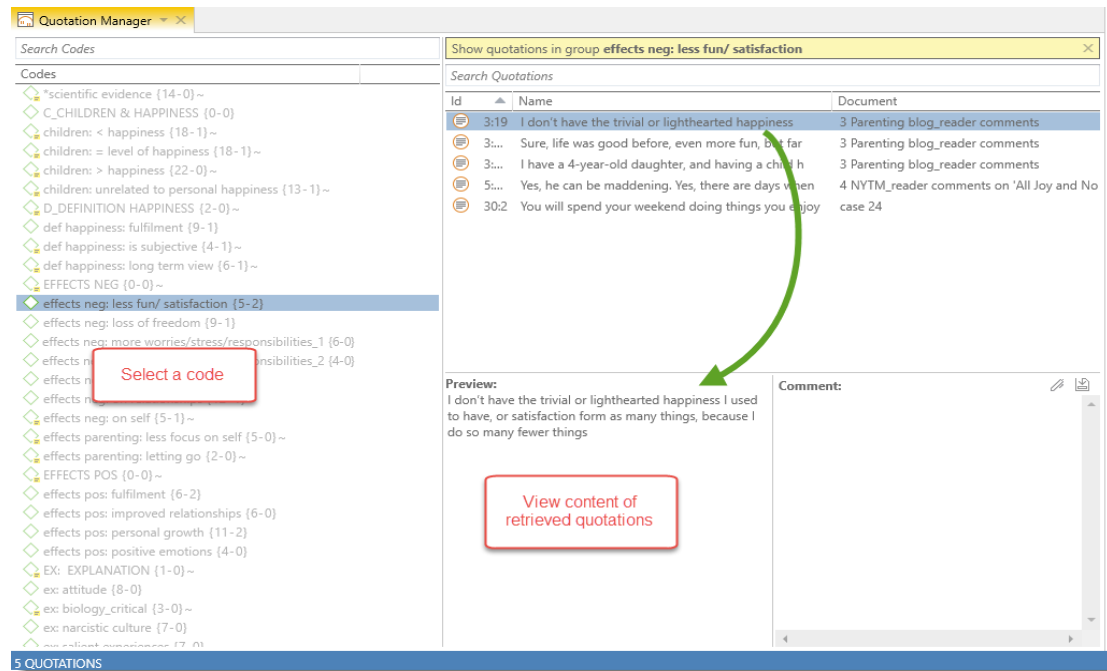 Quotation Manager
Search Codes
Codes
*scientific evidence {14-0}~
C_CHILDREN & HAPPINESS {0-0}
children: < happiness {18-1}~
children: = level of happiness {18-1}~
children: > happiness {22-0}~
children: unrelated to personal happiness {13-1}~
D_DEFINITION HAPPINESS {2-0}~
def happiness: fulfilment {9-1}
def happiness: is subjective {4-1}~
def happiness: long term view {6-1}~
EFFECTS NEG {0-0}~
effects neg: less fun/ satisfaction {5-2}
effects neg: loss of freedom {9-1}
effects neg: more worries/stress/responsibilities_1 {6-0}
effects n onsibilities_2 {4-0}
effects n
effects neg: on self {5-1}~
effects parenting: less focus on self {5-0}~
effects parenting: letting go {2-0}~
EFFECTS POS {0-0}~
effects pos: fulfilment {6-2}
effects pos: improved relationships {6-0}
effects pos: personal growth {11-2}
effects pos: positive emotions {4-0}
EX: EXPLANATION {1-0}~
ex: attitude {8-0}
ex: biology_critical {3-0}~
ex: narcistic culture {7-0}
Select a code
Show quotations in group effects neg: less fun/ satisfaction
Search Quotations
Id Name Document
3:19 I don't have the trivial or lighthearted happiness 3 Parenting blog_reader comments
3:... Sure, life was good before, even more fun, but far 3 Parenting blog_reader comments
3:... I have a 4-year-old daughter, and having a child h 3 Parenting blog_reader comments
5:... Yes, he can be maddening. Yes, there are days when 4 NYTM_reader comments on 'All Joy and No
30:2 You will spend your weekend doing things you enjoy case 24
Preview:
I don't have the trivial or lighthearted happiness I used
to have, or satisfaction form as many things, because I
do so many fewer things
View content of
retrieved quotations
Comment:
5 QUOTATIONS